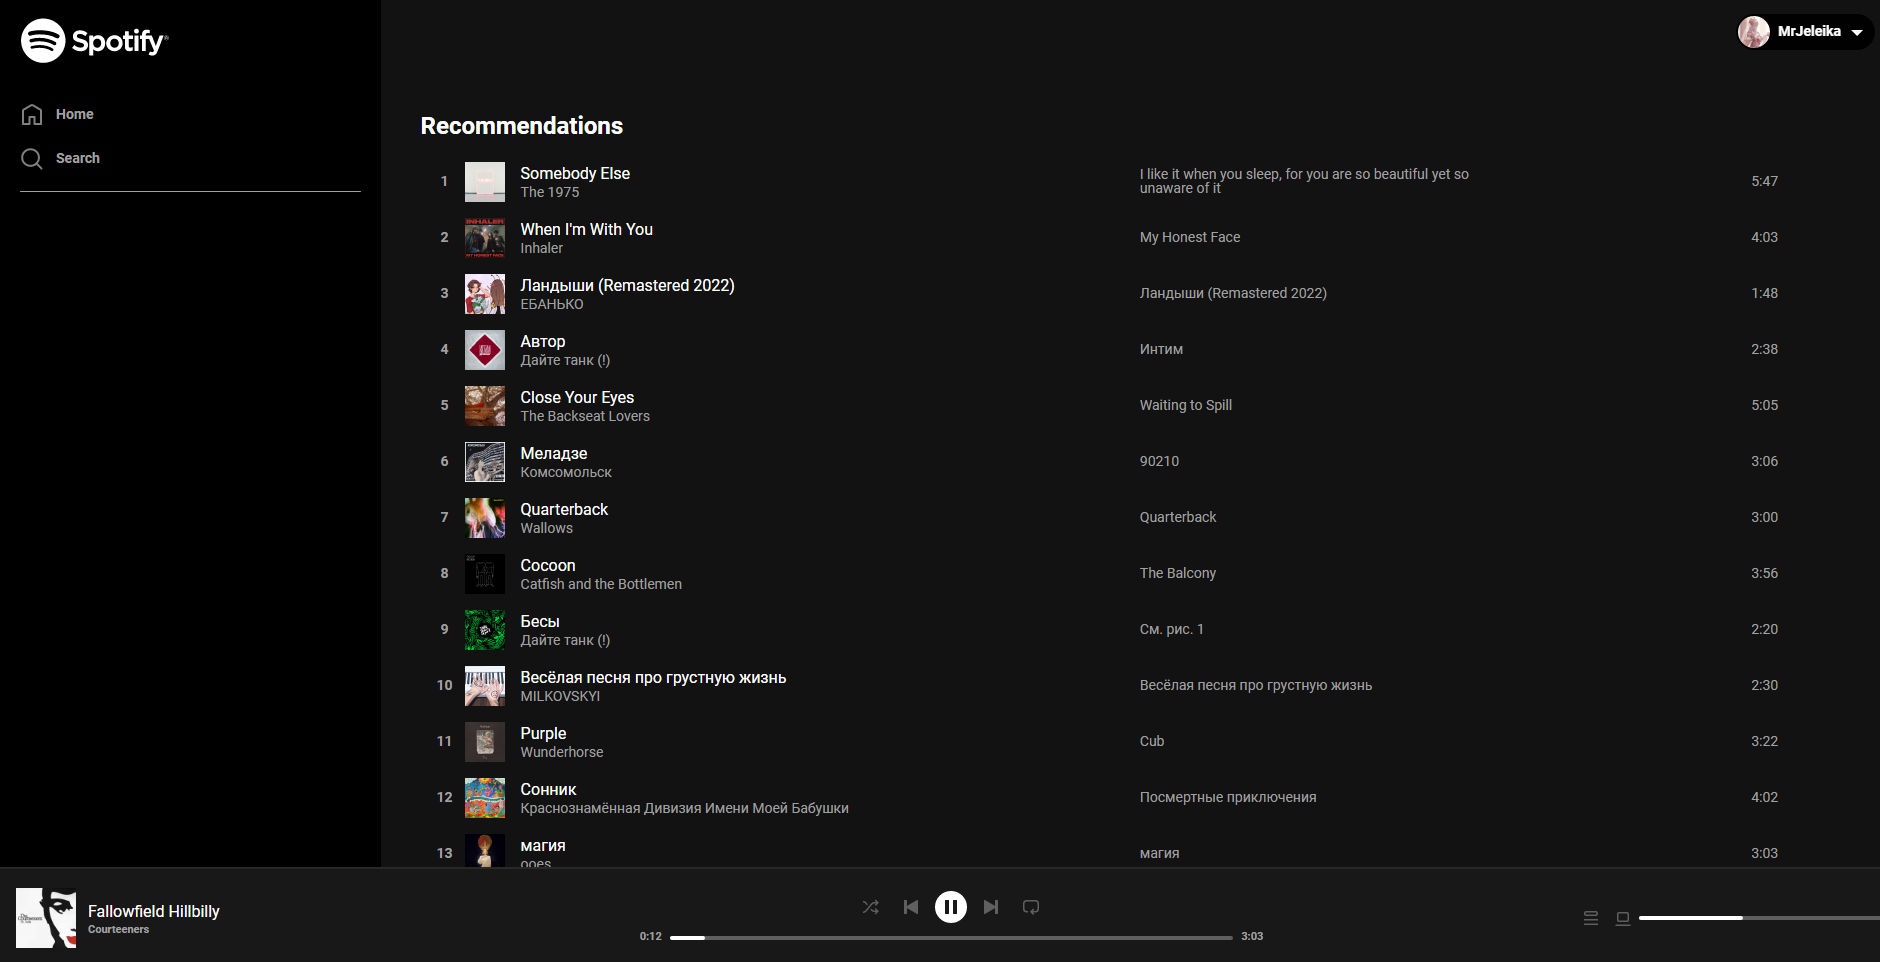 Spotify
MrJeleika
Home
Search
Recommendations
1
Somebody Else
The 1975
I like it when you sleep, for you are so beautiful yet so
unaware of it
5:47
2
When I'm With You
Inhaler
My Honest Face
4:03
3
Ландыши (Remastered 2022)
ЕБАНЬКО
Ландыши (Remastered 2022)
1:48
4
Автор
Дайте танк (!)
Интим
2:38
5
Close Your Eyes
The Backseat Lovers
Waiting to Spill
5:05
6
Меладзе
Комсомольск
90210
3:06
7
Quarterback
Wallows
Quarterback
3:00
8
Cocoon
Catfish and the Bottlemen
The Balcony
3:56
9
Бесы
Дайте танк (!)
См. рис. 1
2:20
10
Весёлая песня про грустную жизнь
MILKOVSKYI
Весёлая песня про грустную жизнь
2:30
11
Purple
Wunderhorse
Cub
3:22
12
Сонник
Краснознамённая Дивизия Имени Моей Бабушки
Посмертные приключения
4:02
13
магия
магия
3:03
Fallowfield Hillbilly
Courteeners
0:12
3:03